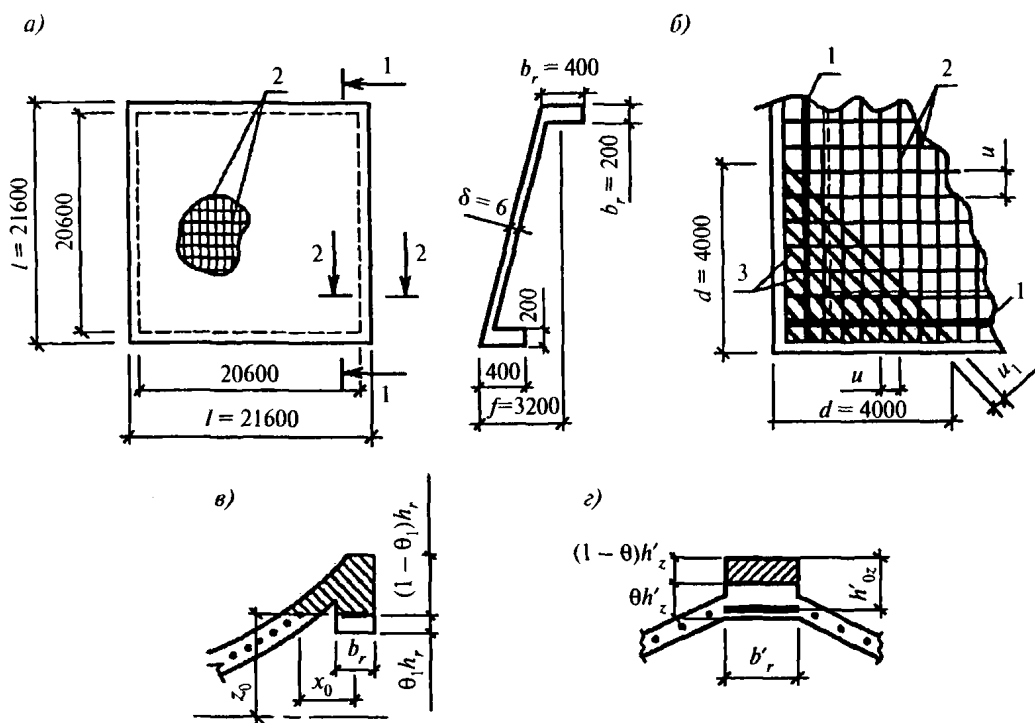 а)
1
2
l = 21600
20600
2
2
20600
1
l = 21600
b_r = 400
b_r = 200
δ = 6
200
400
f=3200
б)
1
2
u
d = 4000
3
1
u
u_1
d = 4000
в)
(1 − θ_1)h_r
b_r
θ_1h_r
x_0
z_0
г)
(1 − θ)h'_z
θh'_z
h'_0z
b'_r